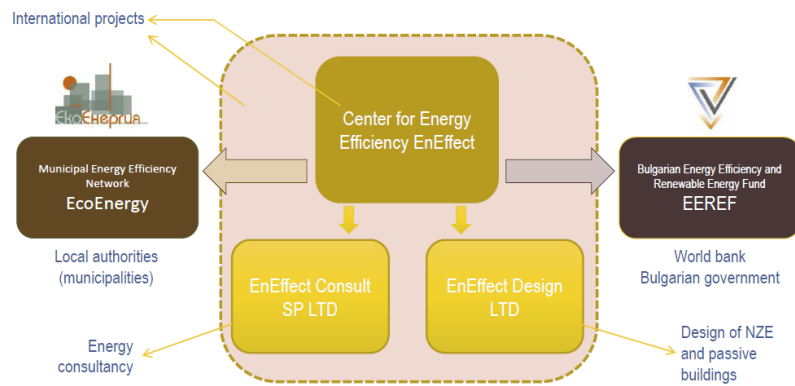 International projects
ЕкоЕнергия
Center for Energy
Efficiency EnEffect
Municipal Energy Efficiency
Network
EcoEnergy
Bulgarian Energy Efficiency and
Renewable Energy Fund
EEREF
Local authorities
(municipalities)
World bank
Bulgarian government
EnEffect Consult
SP LTD
EnEffect Design
LTD
Energy
consultancy
Design of NZE
and passive
buildings